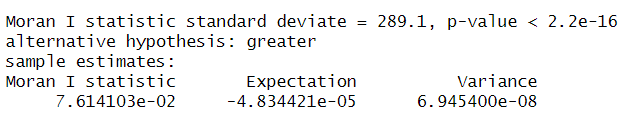 Moran I statistic standard deviate = 289.1, p-value < 2.2e-16
alternative hypothesis: greater
sample estimates:
Moran I statistic Expectation Variance
7.614103e-02 -4.834421e-05 6.945400e-08